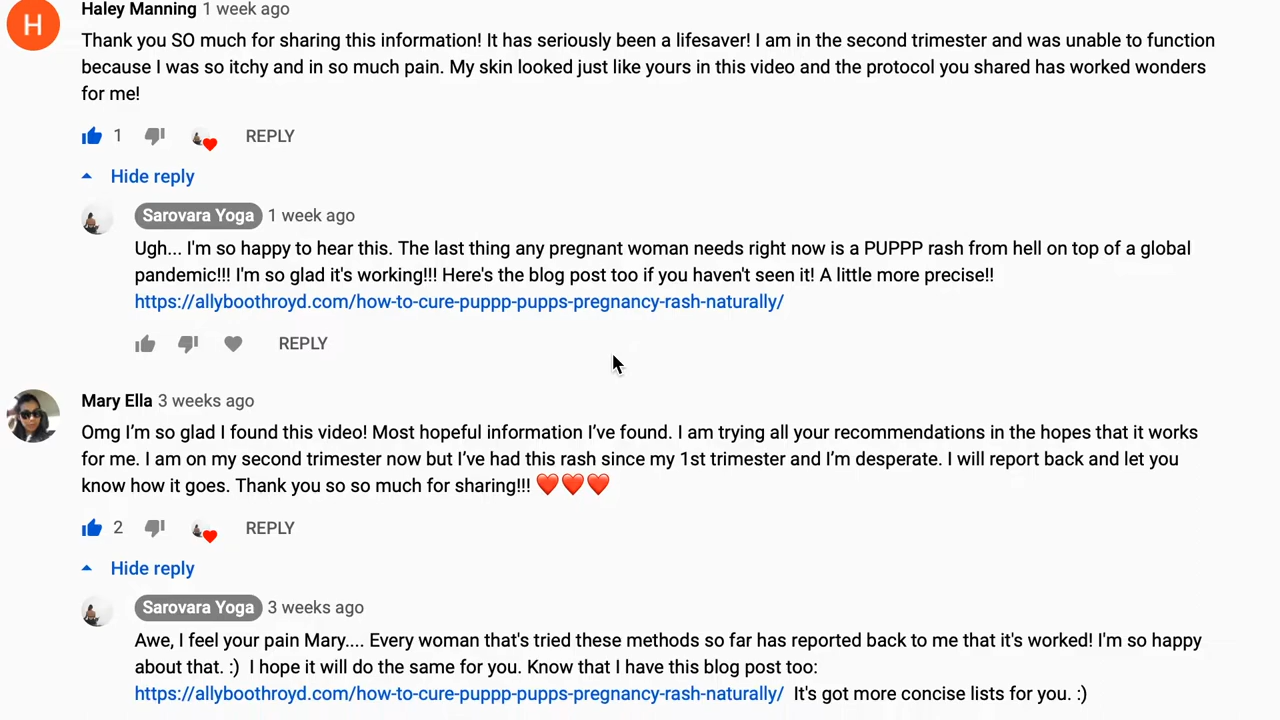 H
Haley Manning 1 week ago
Thank you SO much for sharing this information! It has seriously been a lifesaver! I am in the second trimester and was unable to function
because I was so itchy and in so much pain. My skin looked just like yours in this video and the protocol you shared has worked wonders
for me!
1 REPLY
Hide reply
Sarovara Yoga 1 week ago
Ugh... I'm so happy to hear this. The last thing any pregnant woman needs right now is a PUPPP rash from hell on top of a global
pandemic!!! I'm so glad it's working!!! Here's the blog post too if you haven't seen it! A little more precise!!
https://allyboothroyd.com/how-to-cure-puppp-pupps-pregnancy-rash-naturally/
REPLY
Mary Ella 3 weeks ago
Omg I’m so glad I found this video! Most hopeful information I’ve found. I am trying all your recommendations in the hopes that it works
for me. I am on my second trimester now but I’ve had this rash since my 1st trimester and I’m desperate. I will report back and let you
know how it goes. Thank you so so much for sharing!!! ❤️❤️❤️
2 REPLY
Hide reply
Sarovara Yoga 3 weeks ago
Awe, I feel your pain Mary.... Every woman that's tried these methods so far has reported back to me that it's worked! I'm so happy
about that. :) I hope it will do the same for you. Know that I have this blog post too:
https://allyboothroyd.com/how-to-cure-puppp-pupps-pregnancy-rash-naturally/ It's got more concise lists for you. :)